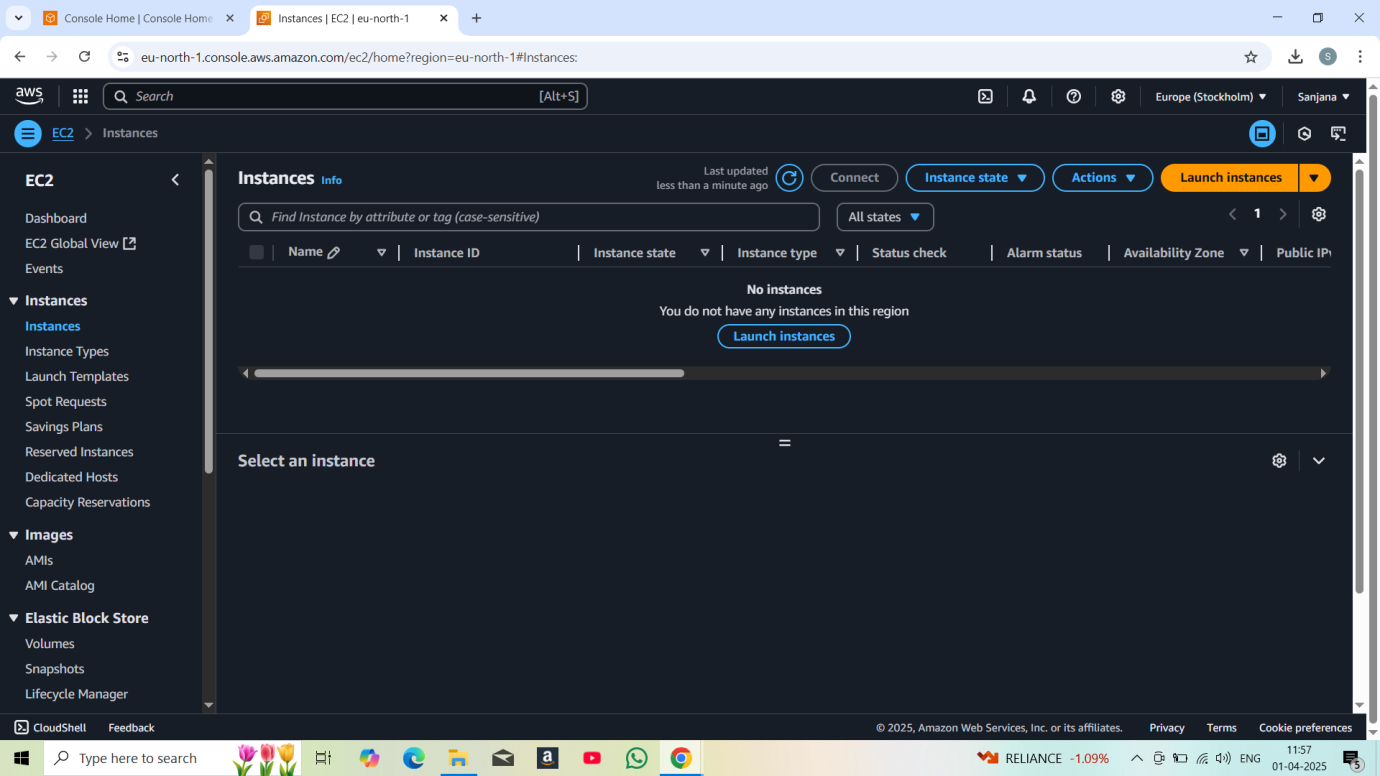 Console Home | Console Home
Instances | EC2 | eu-north-1
eu-north-1.console.aws.amazon.com/ec2/home?region=eu-north-1#Instances:
S
aws
Search
[Alt+S]
Europe (Stockholm)
Sanjana
EC2
Instances
EC2
Dashboard
EC2 Global View
Events
Instances
Instances
Instance Types
Launch Templates
Spot Requests
Savings Plans
Reserved Instances
Dedicated Hosts
Capacity Reservations
Images
AMIs
AMI Catalog
Elastic Block Store
Volumes
Snapshots
Lifecycle Manager
Instances Info
Last updated
less than a minute ago
Connect
Instance state
Actions
Launch instances
Find Instance by attribute or tag (case-sensitive)
All states
1
Name
Instance ID
Instance state
Instance type
Status check
Alarm status
Availability Zone
Public IPv
No instances
You do not have any instances in this region
Launch instances
Select an instance
CloudShell
Feedback
© 2025, Amazon Web Services, Inc. or its affiliates.
Privacy
Terms
Cookie preferences
Type here to search
a
RELIANCE -1.09%
ENG
11:57
01-04-2025
5